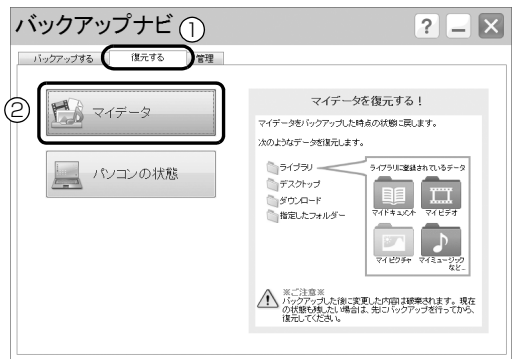 バックアップナビ
①
? – X
バックアップする
復元する
管理
②
マイデータ
パソコンの状態
マイデータを復元する！
マイデータをバックアップした時点の状態に戻します。
次のようなデータを復元します。
ライブラリ
デスクトップ
ダウンロード
指定したフォルダー
ライブラリに登録されているデータ
マイドキュメント
マイビデオ
マイピクチャ
マイミュージック
など…
※ご注意※
バックアップした後に変更した内容は破棄されます。現在
の状態も残したい場合は、先にバックアップを行ってから、
復元してください。